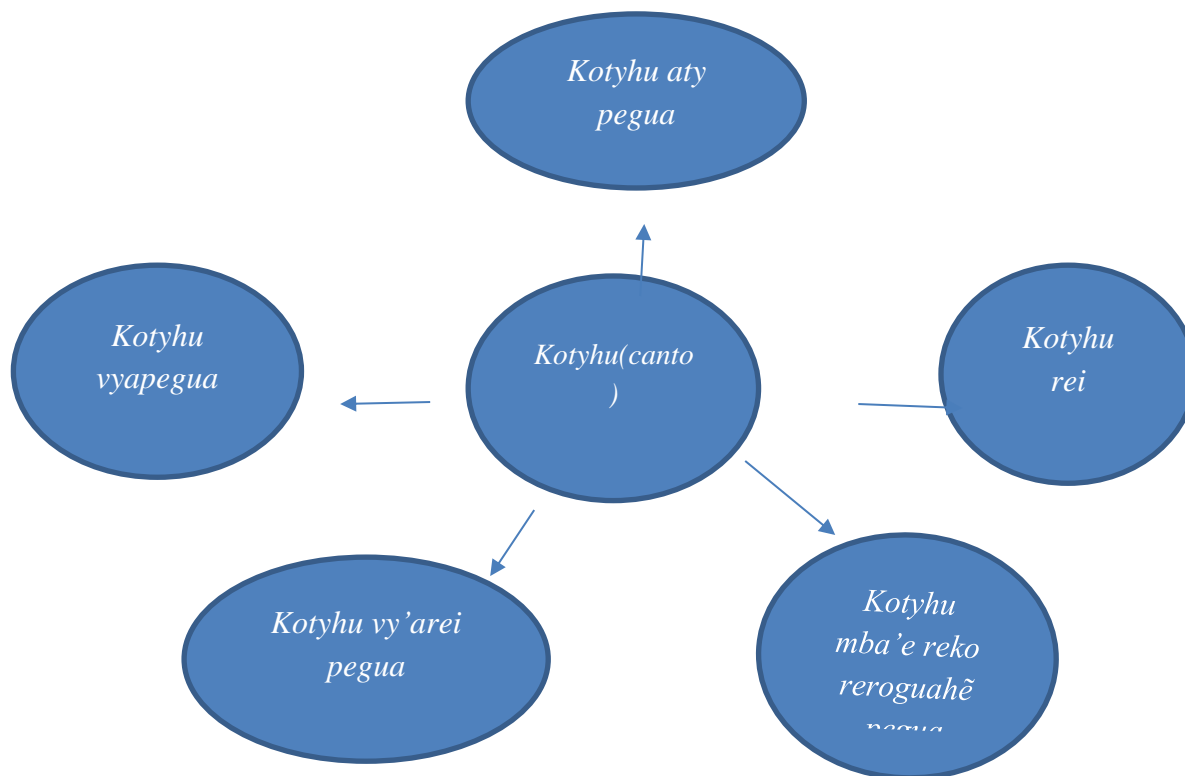 Kotyhu aty
pegua
Kotyhu
vyapegua
Kotyhu(canto
)
Kotyhu
rei
Kotyhu vy’arei
pegua
Kotyhu
mba’e reko
reroguahẽ